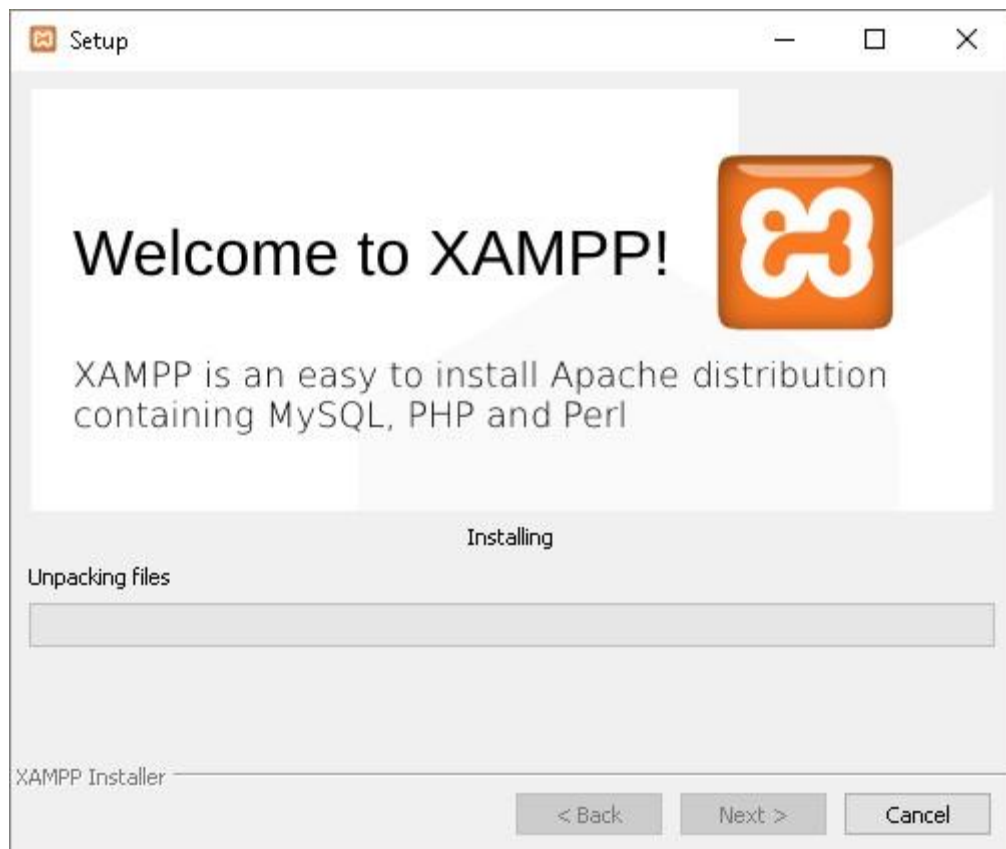 Setup
Welcome to XAMPP!
XAMPP is an easy to install Apache distribution
containing MySQL, PHP and Perl
Installing
Unpacking files
XAMPP Installer
< Back
Next >
Cancel